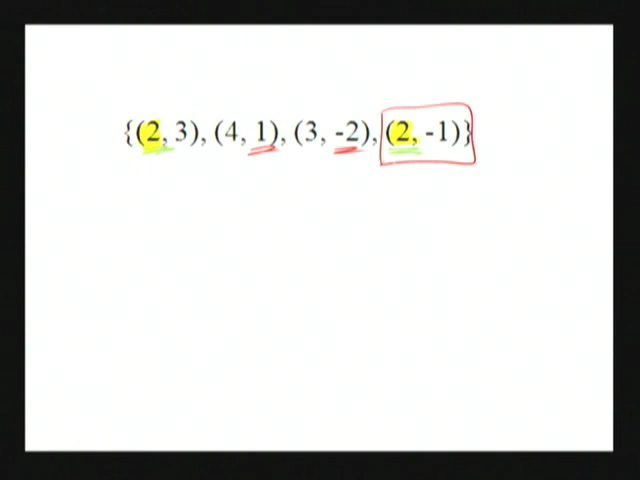 {(2, 3), (4, 1), (3, -2), (2, -1)}